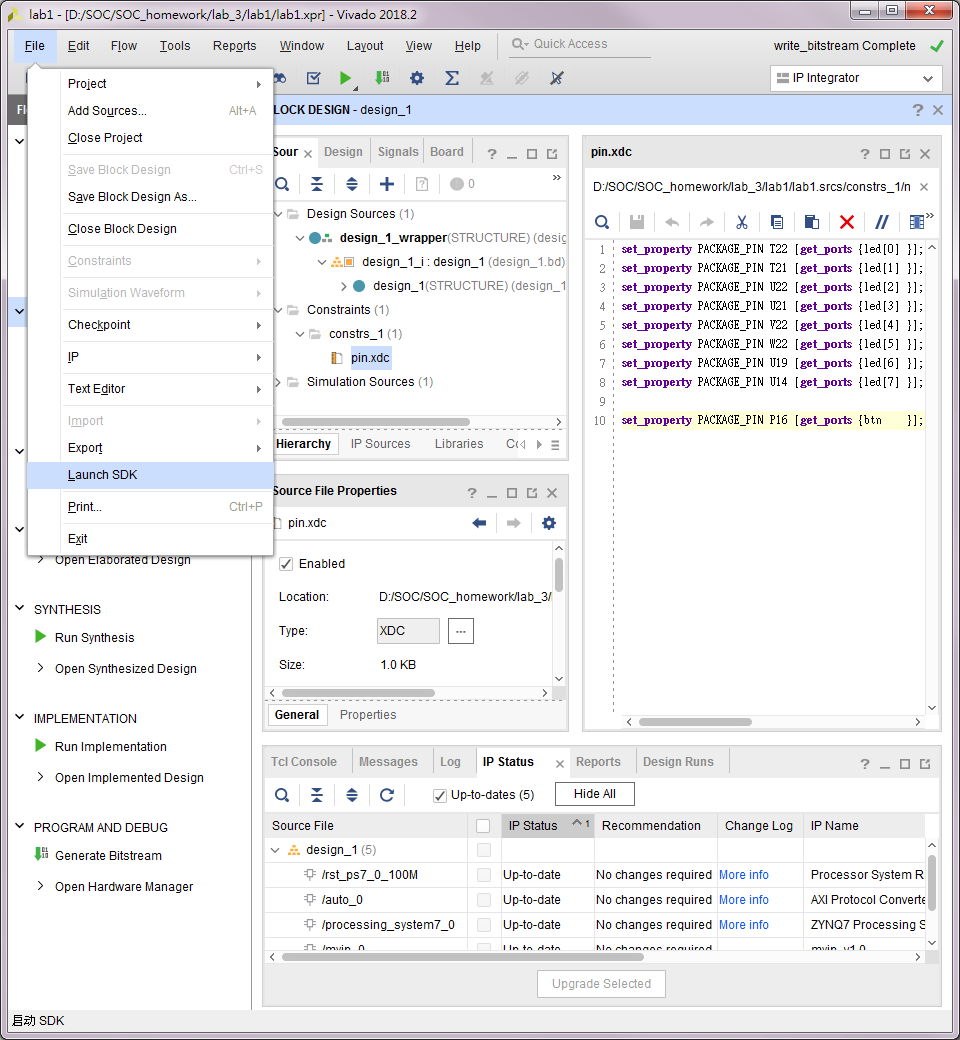 lab1 - [D:/SOC/SOC_homework/lab_3/lab1/lab1.xpr] - Vivado 2018.2
File Edit Flow Tools Reports Window Layout View Help Quick Access write_bitstream Complete
IP Integrator
Project
Add Sources... Alt+A
Close Project
Save Block Design Ctrl+S
Save Block Design As...
Close Block Design
Constraints
Simulation Waveform
Checkpoint
IP
Text Editor
Import
Export
Launch SDK
Print... Ctrl+P
Exit
Open Elaborated Design
SYNTHESIS
Run Synthesis
Open Synthesized Design
IMPLEMENTATION
Run Implementation
Open Implemented Design
PROGRAM AND DEBUG
Generate Bitstream
Open Hardware Manager
LOCK DESIGN - design_1
Sour Design Signals Board
0
Design Sources (1)
design_1_wrapper(STRUCTURE) (desig
design_1_i : design_1 (design_1.bd)
design_1(STRUCTURE) (design_1
Constraints (1)
constrs_1 (1)
pin.xdc
Simulation Sources (1)
Hierarchy IP Sources Libraries
Source File Properties
pin.xdc
Enabled
Location: D:/SOC/SOC_homework/lab_3/
Type: XDC ...
Size: 1.0 KB
General Properties
pin.xdc
D:/SOC/SOC_homework/lab_3/lab1/lab1.srcs/constrs_1/n
1 set_property PACKAGE_PIN T22 [get_ports {led[0] }];
2 set_property PACKAGE_PIN T21 [get_ports {led[1] }];
3 set_property PACKAGE_PIN U22 [get_ports {led[2] }];
4 set_property PACKAGE_PIN U21 [get_ports {led[3] }];
5 set_property PACKAGE_PIN V22 [get_ports {led[4] }];
6 set_property PACKAGE_PIN W22 [get_ports {led[5] }];
7 set_property PACKAGE_PIN U19 [get_ports {led[6] }];
8 set_property PACKAGE_PIN U14 [get_ports {led[7] }];
9
10 set_property PACKAGE_PIN P16 [get_ports {btn }];
Tcl Console Messages Log IP Status Reports Design Runs
Up-to-dates (5) Hide All
Source File IP Status 1 Recommendation Change Log IP Name
design_1 (5)
/rst_ps7_0_100M Up-to-date No changes required More info Processor System R
/auto_0 Up-to-date No changes required More info AXI Protocol Converte
/processing_system7_0 Up-to-date No changes required More info ZYNQ7 Processing S
/myip_0 Up-to-date No changes required myip_v1.0
Upgrade Selected
启动 SDK